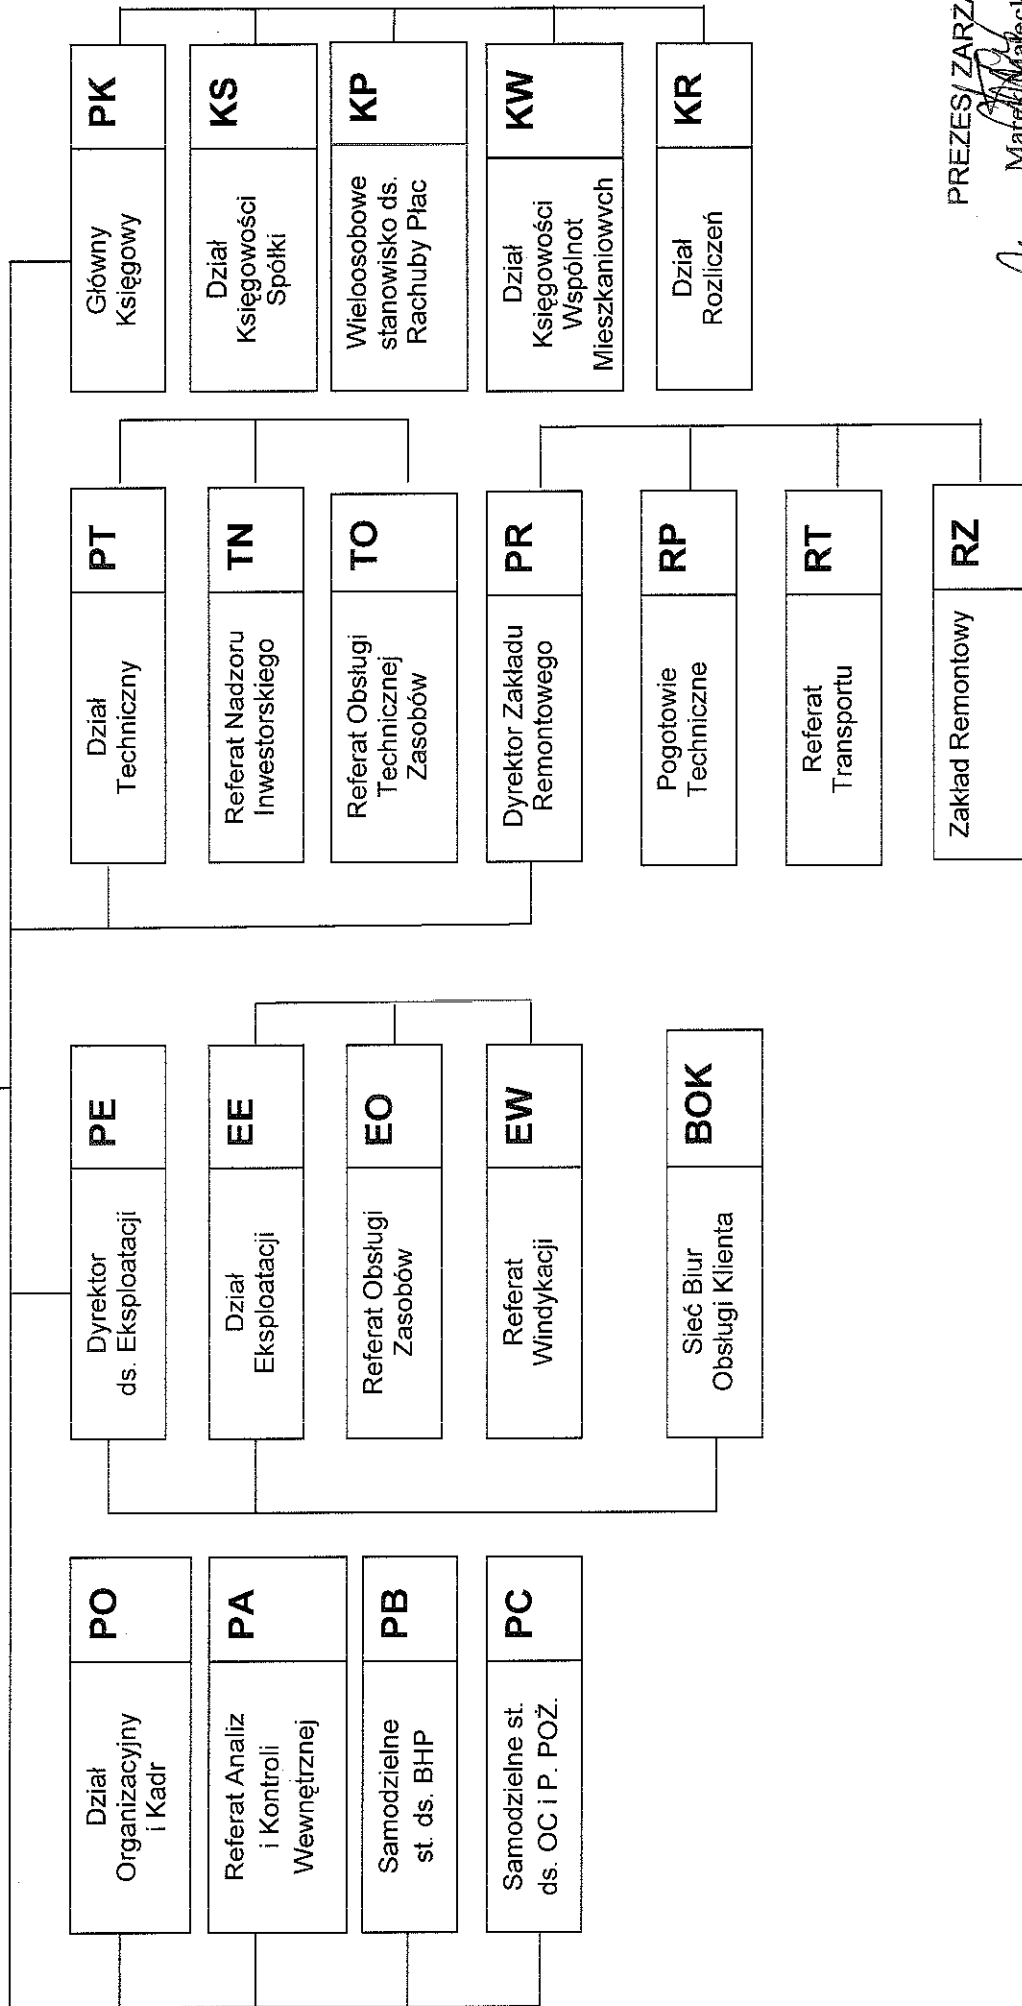 Dział
Organizacyjny
i Kadr
PO
Referat Analiz
i Kontroli
Wewnętrznej
PA
Samodzielne
st. ds. BHP
PB
Samodzielne st.
ds. OC i P. POŻ.
PC
Dyrektor
ds. Eksploatacji
PE
Dział
Eksploatacji
EE
Referat Obsługi
Zasobów
EO
Referat
Windykacji
EW
Sieć Biur
Obsługi Klienta
BOK
Dział
Techniczny
PT
Referat Nadzoru
Inwestorskiego
TN
Referat Obsługi
Technicznej
Zasobów
TO
Dyrektor Zakładu
Remontowego
PR
Pogotowie
Techniczne
RP
Referat
Transportu
RT
Zakład Remontowy
RZ
Główny
Księgowy
PK
Dział
Księgowości
Spółki
KS
Wieloosobowe
stanowisko ds.
Rachuby Płac
KP
Dział
Księgowości
Wspólnot
Mieszkaniowych
KW
Dział
Rozliczeń
KR
PREZES ZARZ
Marek